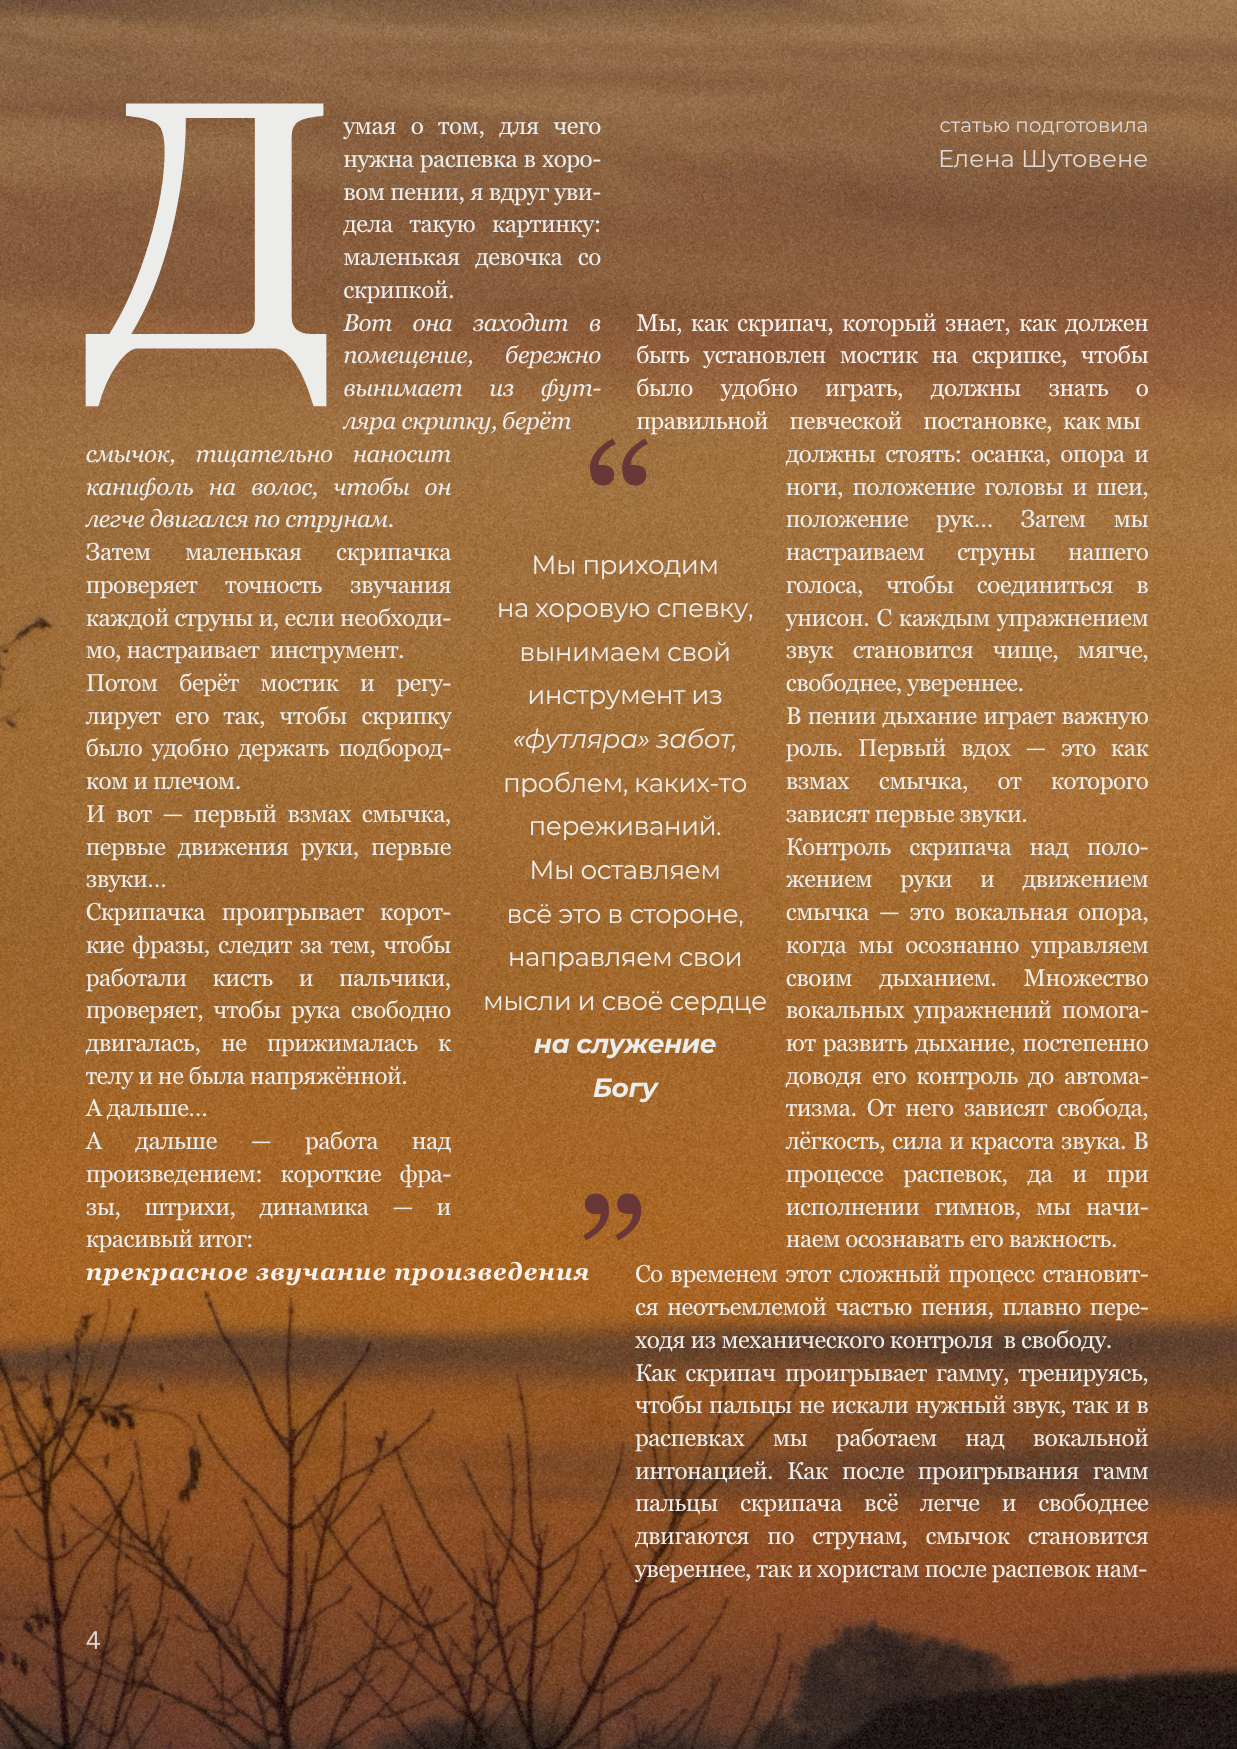 статью подготовила
Елена Шутовене
Думая о том, для чего
нужна распевка в хоро-
вом пении, я вдруг уви-
дела такую картинку:
маленькая девочка со
скрипкой.
Вот она заходит в
помещение, бережно
вынимает из фут-
ляра скрипку, берёт
смычок, тщательно наносит
канифоль на волос, чтобы он
легче двигался по струнам.
Затем маленькая скрипачка
проверяет точность звучания
каждой струны и, если необходи-
мо, настраивает инструмент.
Потом берёт мостик и регу-
лирует его так, чтобы скрипку
было удобно держать подбород-
ком и плечом.
И вот — первый взмах смычка,
первые движения руки, первые
звуки...
Скрипачка проигрывает корот-
кие фразы, следит за тем, чтобы
работали кисть и пальчики,
проверяет, чтобы рука свободно
двигалась, не прижималась к
телу и не была напряжённой.
А дальше...
А дальше — работа над
произведением: короткие фра-
зы, штрихи, динамика — и
красивый итог:
прекрасное звучание произведения
“
Мы приходим
на хоровую спевку,
вынимаем свой
инструмент из
«футляра» забот,
проблем, каких-то
переживаний.
Мы оставляем
всё это в стороне,
направляем свои
мысли и своё сердце
на служение
Богу
”
Мы, как скрипач, который знает, как должен
быть установлен мостик на скрипке, чтобы
было удобно играть, должны знать о
правильной певческой постановке, как мы
должны стоять: осанка, опора и
ноги, положение головы и шеи,
положение рук... Затем мы
настраиваем струны нашего
голоса, чтобы соединиться в
унисон. С каждым упражнением
звук становится чище, мягче,
свободнее, увереннее.
В пении дыхание играет важную
роль. Первый вдох — это как
взмах смычка, от которого
зависят первые звуки.
Контроль скрипача над поло-
жением руки и движением
смычка — это вокальная опора,
когда мы осознанно управляем
своим дыханием. Множество
вокальных упражнений помога-
ют развить дыхание, постепенно
доводя его контроль до автома-
тизма. От него зависят свобода,
лёгкость, сила и красота звука. В
процессе распевок, да и при
исполнении гимнов, мы начи-
наем осознавать его важность.
Со временем этот сложный процесс становит-
ся неотъемлемой частью пения, плавно пере-
ходя из механического контроля в свободу.
Как скрипач проигрывает гамму, тренируясь,
чтобы пальцы не искали нужный звук, так и в
распевках мы работаем над вокальной
интонацией. Как после проигрывания гамм
пальцы скрипача всё легче и свободнее
двигаются по струнам, смычок становится
увереннее, так и хористам после распевок нам-
4